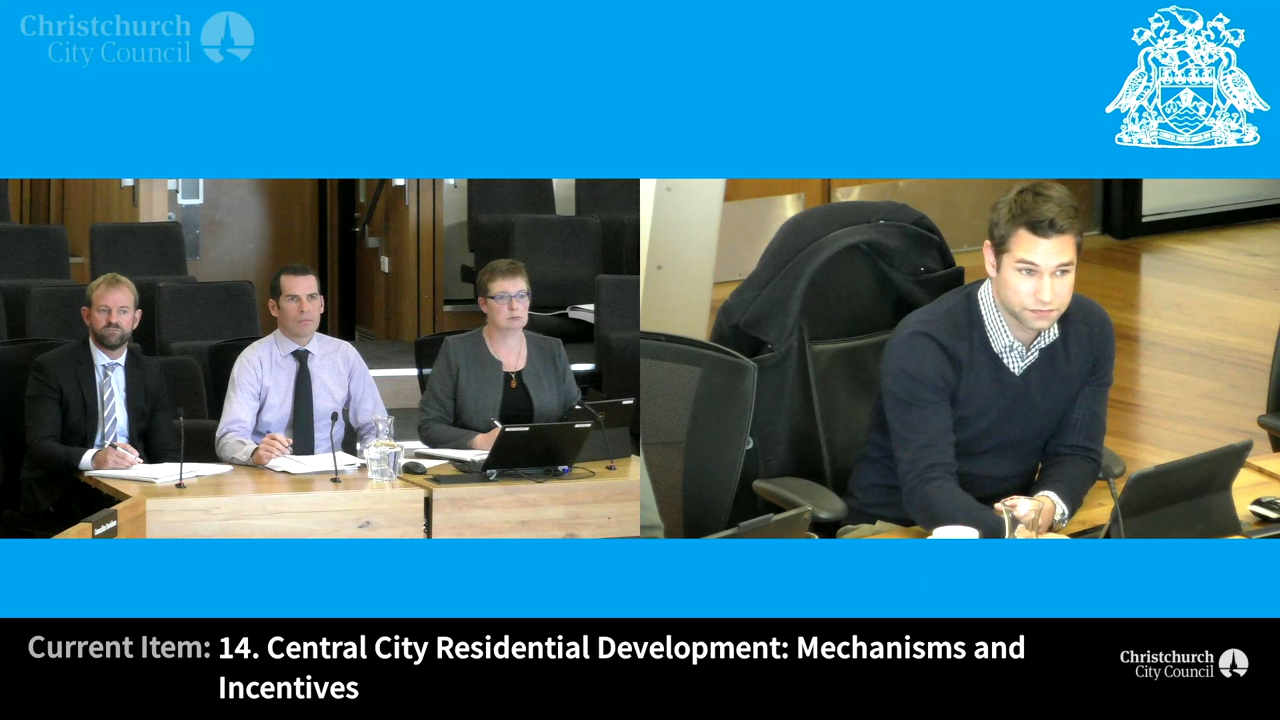 Christchurch
City Council
Current Item: 14. Central City Residential Development: Mechanisms and
Incentives
Christchurch
City Council